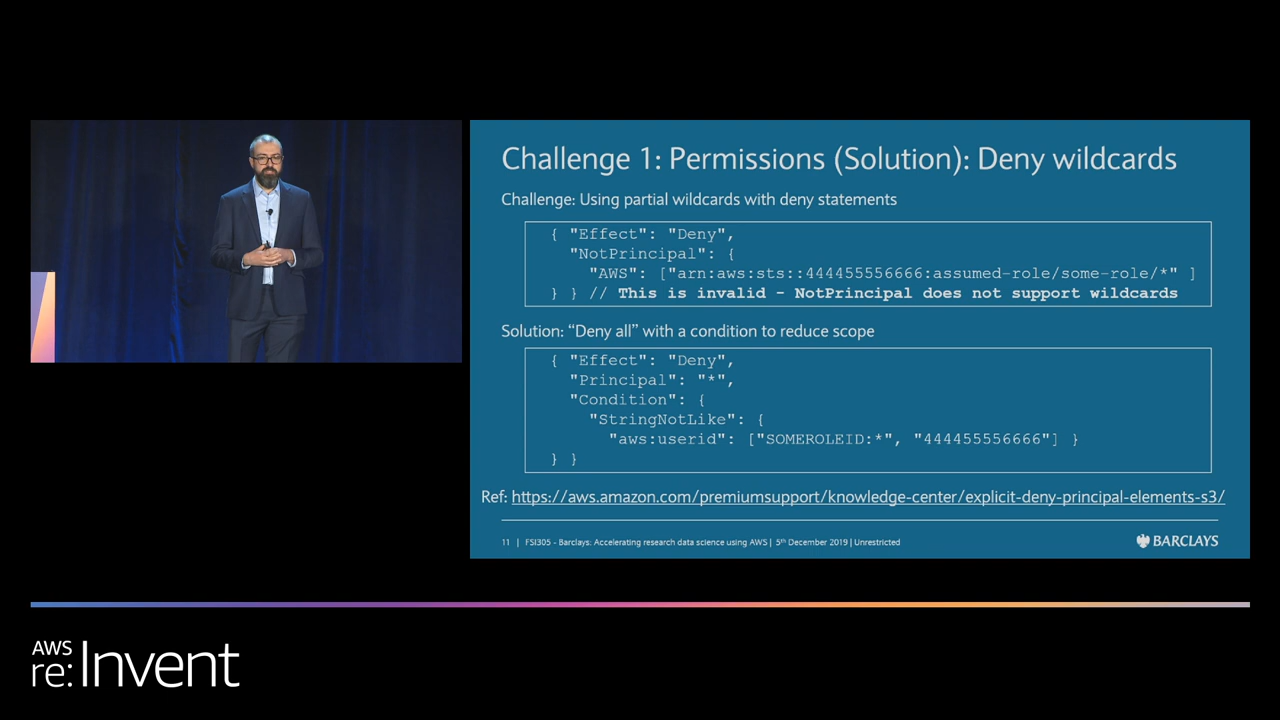 Challenge 1: Permissions (Solution): Deny wildcards
Challenge: Using partial wildcards with deny statements
{ "Effect": "Deny",
"NotPrincipal": {
"AWS": ["arn:aws:sts::444455556666:assumed-role/some-role/*" ]
} } // This is invalid - NotPrincipal does not support wildcards
Solution: “Deny all” with a condition to reduce scope
{ "Effect": "Deny",
"Principal": "*",
"Condition": {
"StringNotLike": {
"aws:userid": ["SOMEROLEID:*", "444455556666"] }
} }
Ref: https://aws.amazon.com/premiumsupport/knowledge-center/explicit-deny-principal-elements-s3/
11 | FSI305 - Barclays: Accelerating research data science using AWS | 5th December 2019 | Unrestricted
BARCLAYS
AWS
re:Invent